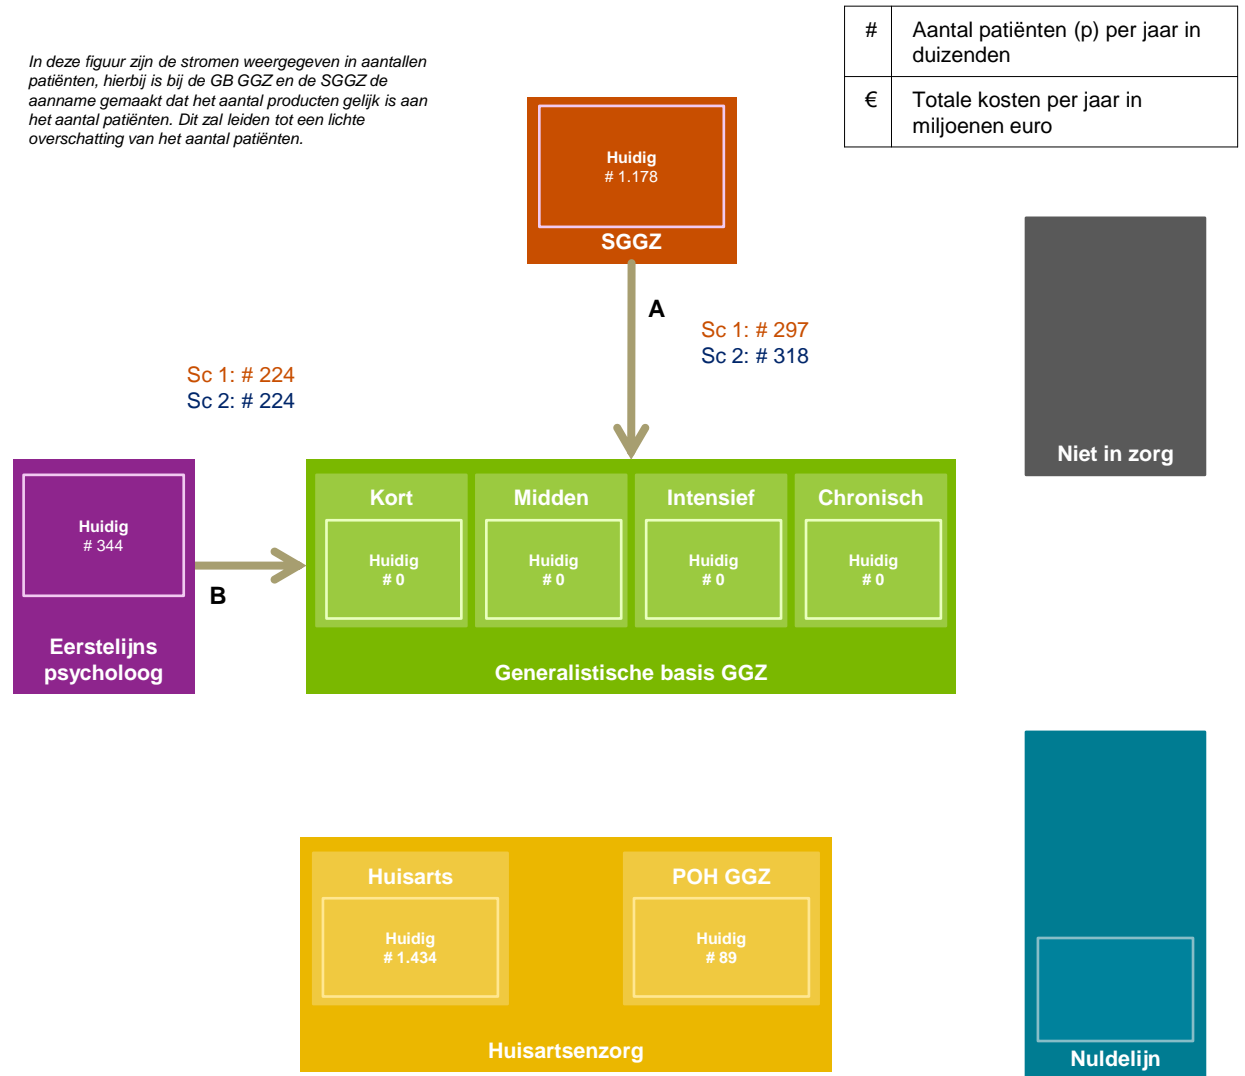 In deze figuur zijn de stromen weergegeven in aantallen
patiënten, hierbij is bij de GB GGZ en de SGGZ de
aanname gemaakt dat het aantal producten gelijk is aan
het aantal patiënten. Dit zal leiden tot een lichte
overschatting van het aantal patiënten.
# Aantal patiënten (p) per jaar in
duizenden
€ Totale kosten per jaar in
miljoenen euro
Huidig
# 1.178
SGGZ
A
Sc 1: # 297
Sc 2: # 318
Sc 1: # 224
Sc 2: # 224
Niet in zorg
Huidig
# 344
Eerstelijns
psycholoog
B
Kort
Huidig
# 0
Midden
Huidig
# 0
Intensief
Huidig
# 0
Chronisch
Huidig
# 0
Generalistische basis GGZ
Huisarts
Huidig
# 1.434
POH GGZ
Huidig
# 89
Huisartsenzorg
Nuldelijn